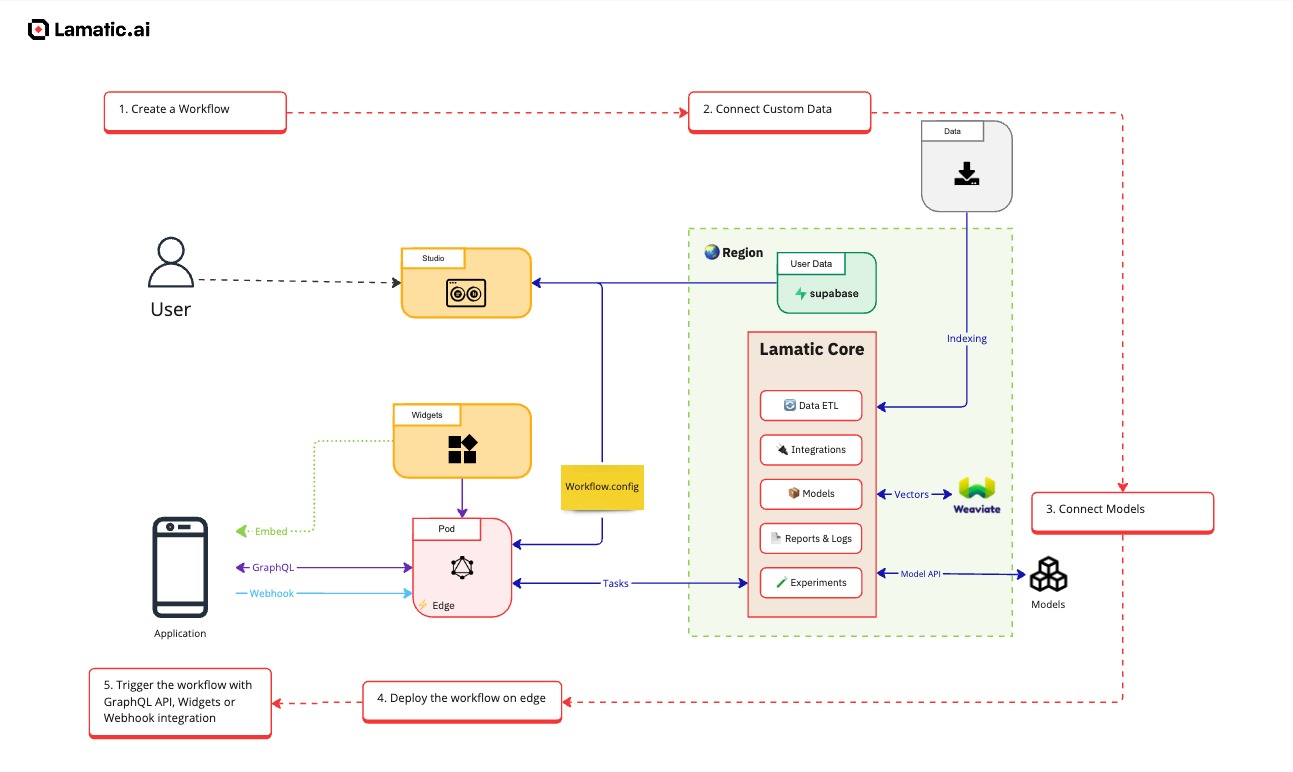 Lamatic.ai
1. Create a Workflow
2. Connect Custom Data
Data
Region
User Data
supabase
Studio
User
Indexing
Lamatic Core
Data ETL
Integrations
Models
Reports & Logs
Experiments
Widgets
Workflow.config
Vectors
Weaviate
3. Connect Models
Pod
Embed
GraphQL
Webhook
Edge
Tasks
Model API
Models
Application
5. Trigger the workflow with
GraphQL API, Widgets or
Webhook integration
4. Deploy the workflow on edge